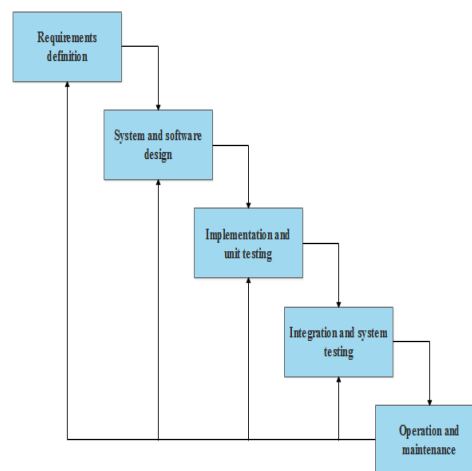 Requirements
definition
System and software
design
Implementation and
unit testing
Integration and system
testing
Operation and
maintenance